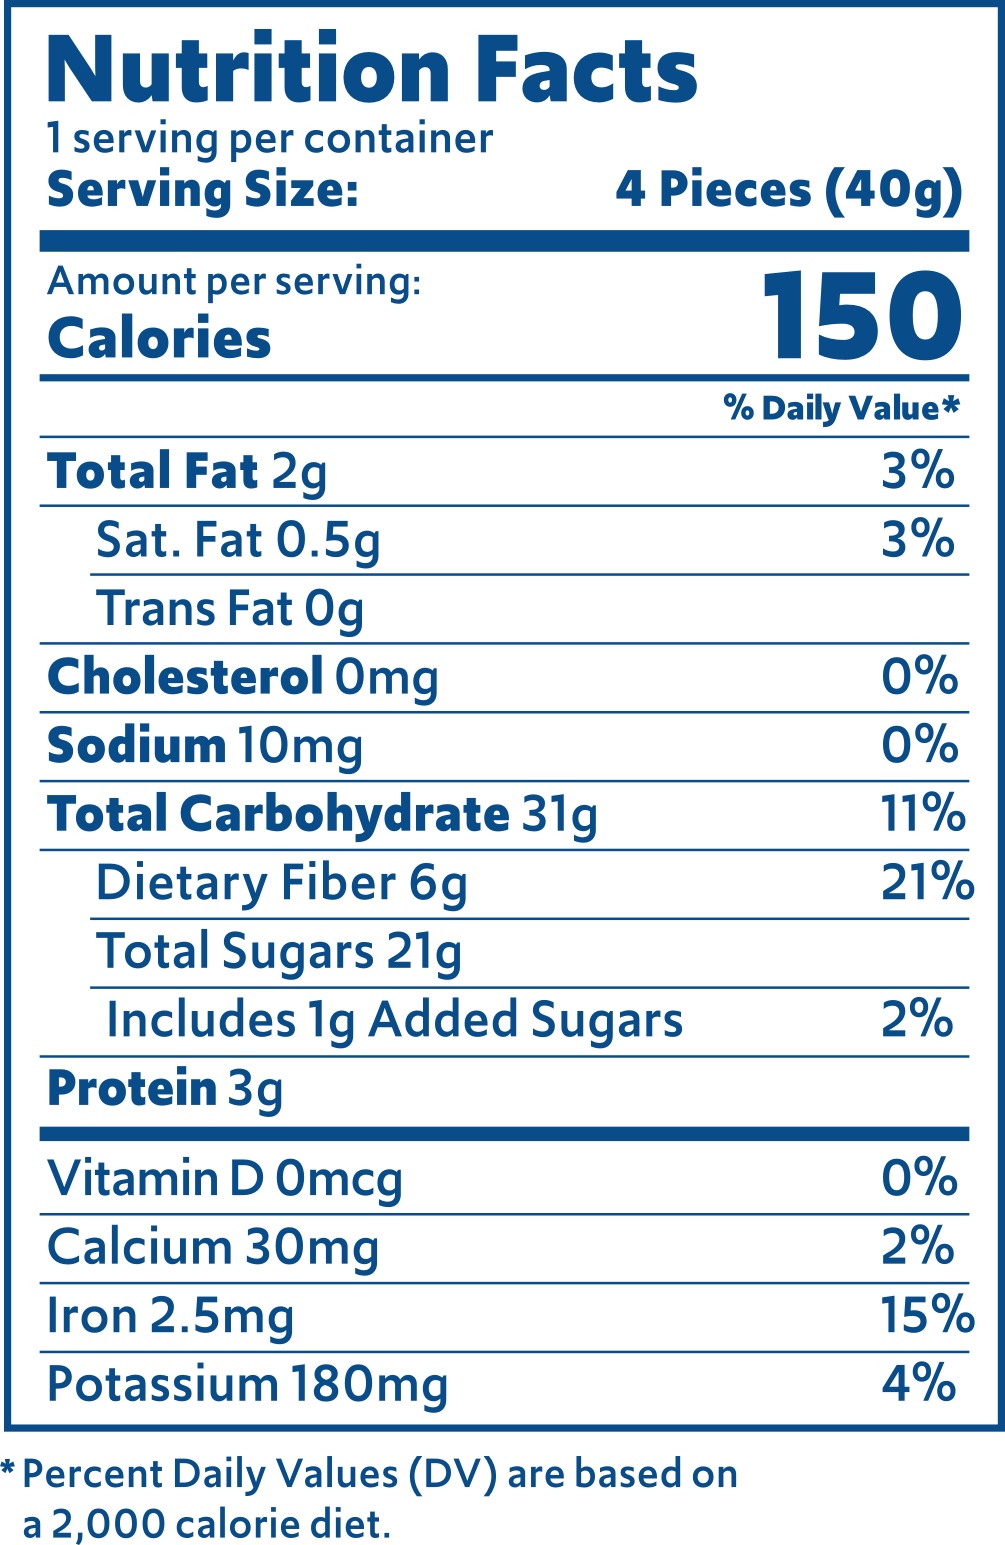 Nutrition Facts
1 serving per container
Serving Size: 4 Pieces (40g)
Amount per serving:
Calories 150
% Daily Value*
Total Fat 2g 3%
Sat. Fat 0.5g 3%
Trans Fat 0g
Cholesterol 0mg 0%
Sodium 10mg 0%
Total Carbohydrate 31g 11%
Dietary Fiber 6g 21%
Total Sugars 21g
Includes 1g Added Sugars 2%
Protein 3g
Vitamin D 0mcg 0%
Calcium 30mg 2%
Iron 2.5mg 15%
Potassium 180mg 4%
* Percent Daily Values (DV) are based on
a 2,000 calorie diet.